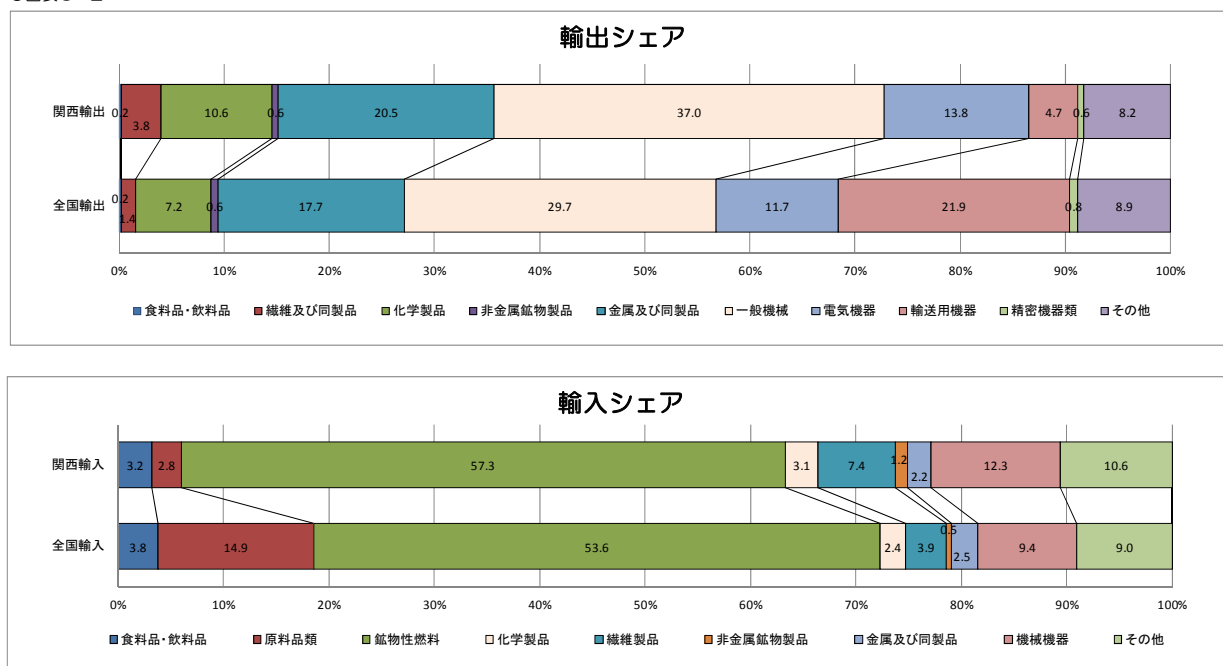 輸出シェア
関西輸出 0.2 3.8 10.6 0.6 20.5 37.0 13.8 4.7 0.6 8.2
全国輸出 0.2 1.4 7.2 0.6 17.7 29.7 11.7 21.9 0.8 8.9
0% 10% 20% 30% 40% 50% 60% 70% 80% 90% 100%
食料品・飲料品 繊維及び同製品 化学製品 非金属鉱物製品 金属及び同製品 一般機械 電気機器 輸送用機器 精密機器類 その他
輸入シェア
関西輸入 3.2 2.8 57.3 3.1 7.4 1.2 2.2 12.3 10.6
全国輸入 3.8 14.9 53.6 2.4 3.9 0.5 2.5 9.4 9.0
0% 10% 20% 30% 40% 50% 60% 70% 80% 90% 100%
食料品・飲料品 原料品類 鉱物性燃料 化学製品 繊維製品 非金属鉱物製品 金属及び同製品 機械機器 その他